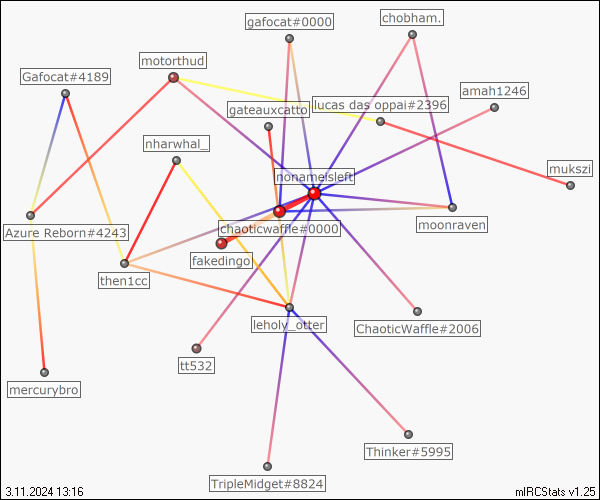 gafocat#0000
chobham.
motorthud
Gafocat#4189
amah1246
lucas das oppai#2396
gateauxcatto
nharwhal_
mukszi
nonameisleft
moonraven
chaoticwaffle#0000
Azure Reborn#4243
fakedingo
then1cc
leholy_otter
ChaoticWaffle#2006
tt532
mercurybro
Thinker#5995
TripleMidget#8824
3.11.2024 13:16
mIRCStats v1.25